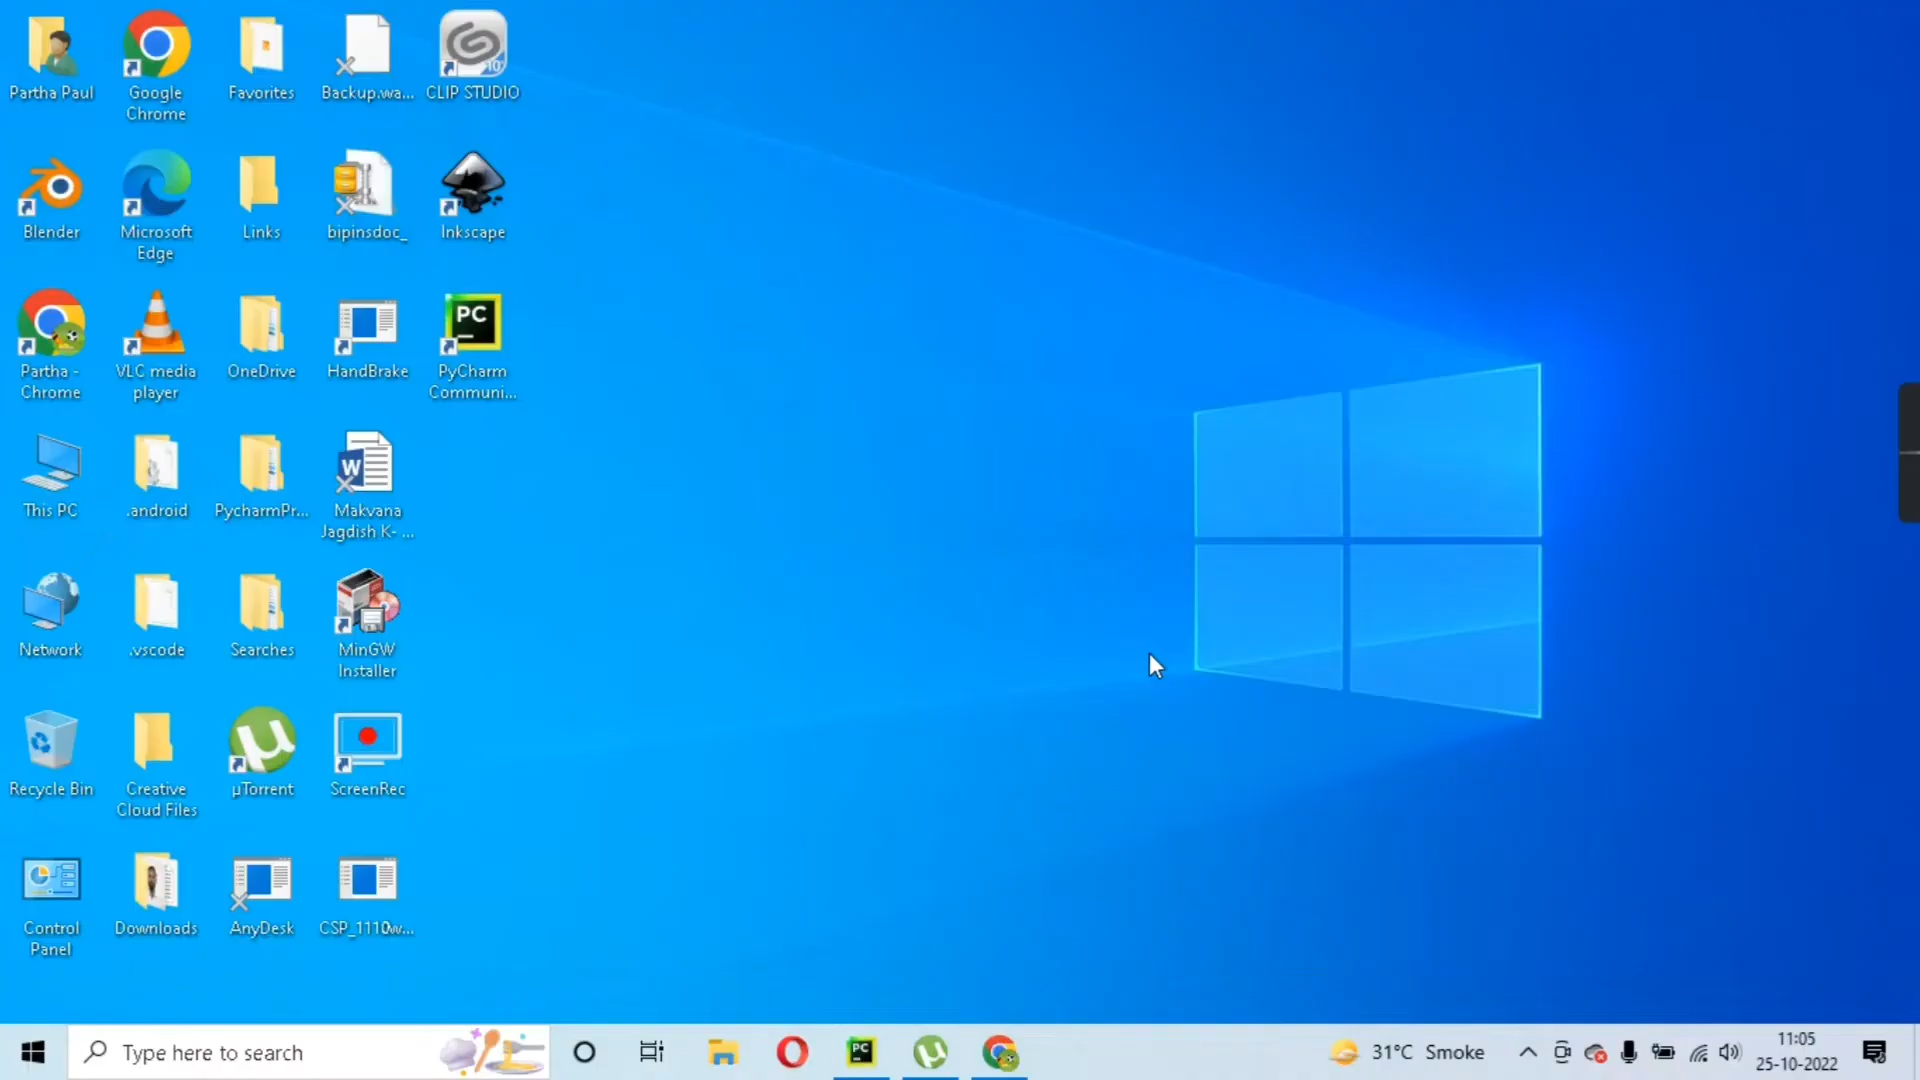 Partha Paul
Google
Chrome
Favorites
Backup.wa...
CLIP STUDIO
10
Blender
Microsoft
Edge
Links
bipinsdoc_
Inkscape
PC
Partha -
Chrome
VLC media
player
OneDrive
HandBrake
PyCharm
Communi...
W
This PC
.android
PycharmPr...
Makvana
Jagdish K- ...
Network
.vscode
Searches
MinGW
Installer
Recycle Bin
Creative
Cloud Files
µTorrent
ScreenRec
Control
Panel
Downloads
AnyDesk
CSP_1110w...
Type here to search
PC
31°C Smoke
11:05
25-10-2022